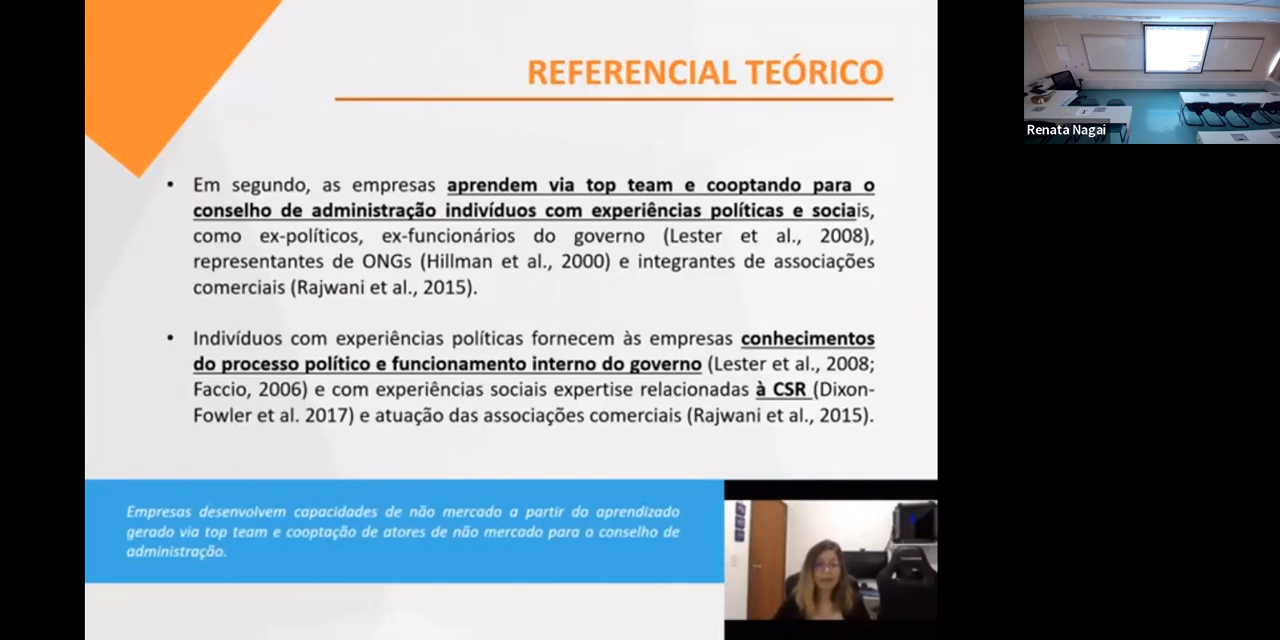 REFERENCIAL TEÓRICO
• Em segundo, as empresas aprendem via top team e cooptando para o
conselho de administração indivíduos com experiências políticas e sociais,
como ex-políticos, ex-funcionários do governo (Lester et al., 2008),
representantes de ONGs (Hillman et al., 2000) e integrantes de associações
comerciais (Rajwani et al., 2015).
• Indivíduos com experiências políticas fornecem às empresas conhecimentos
do processo político e funcionamento interno do governo (Lester et al., 2008;
Faccio, 2006) e com experiências sociais expertise relacionadas à CSR (Dixon-
Fowler et al. 2017) e atuação das associações comerciais (Rajwani et al., 2015).
Empresas desenvolvem capacidades de não mercado a partir do aprendizado
gerado via top team e cooptação de atores de não mercado para o conselho de
administração.
Renata Nagai